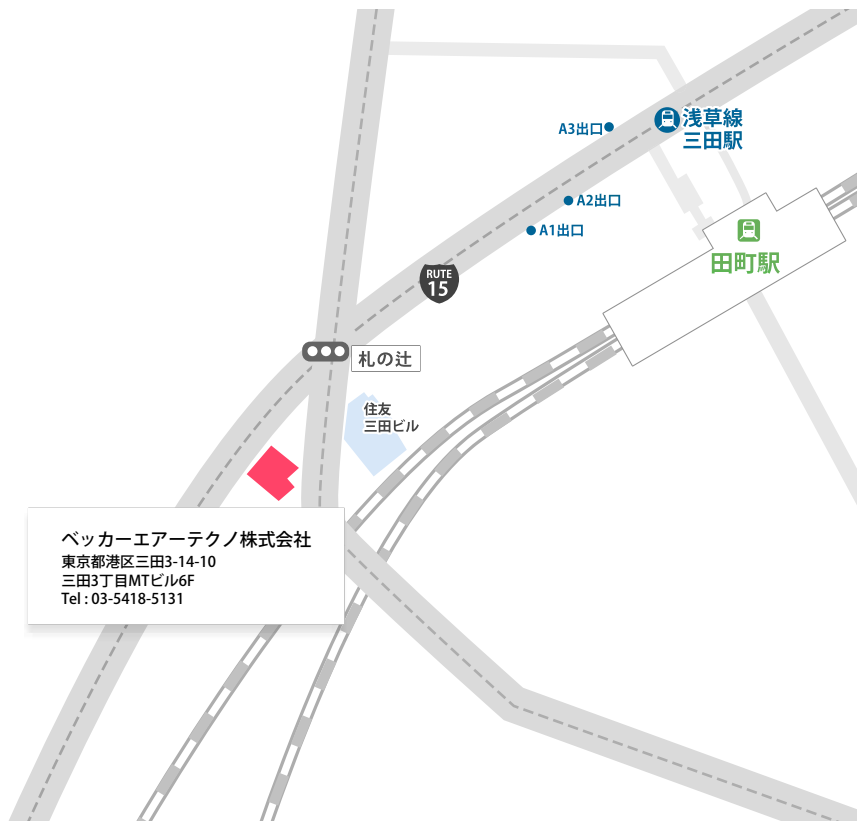 浅草線
三田駅
A3出口
A2出口
A1出口
田町駅
RUTE
15
札の辻
住友
三田ビル
ベッカーエアーテクノ株式会社
東京都港区三田3-14-10
三田3丁目MTビル6F
Tel : 03-5418-5131